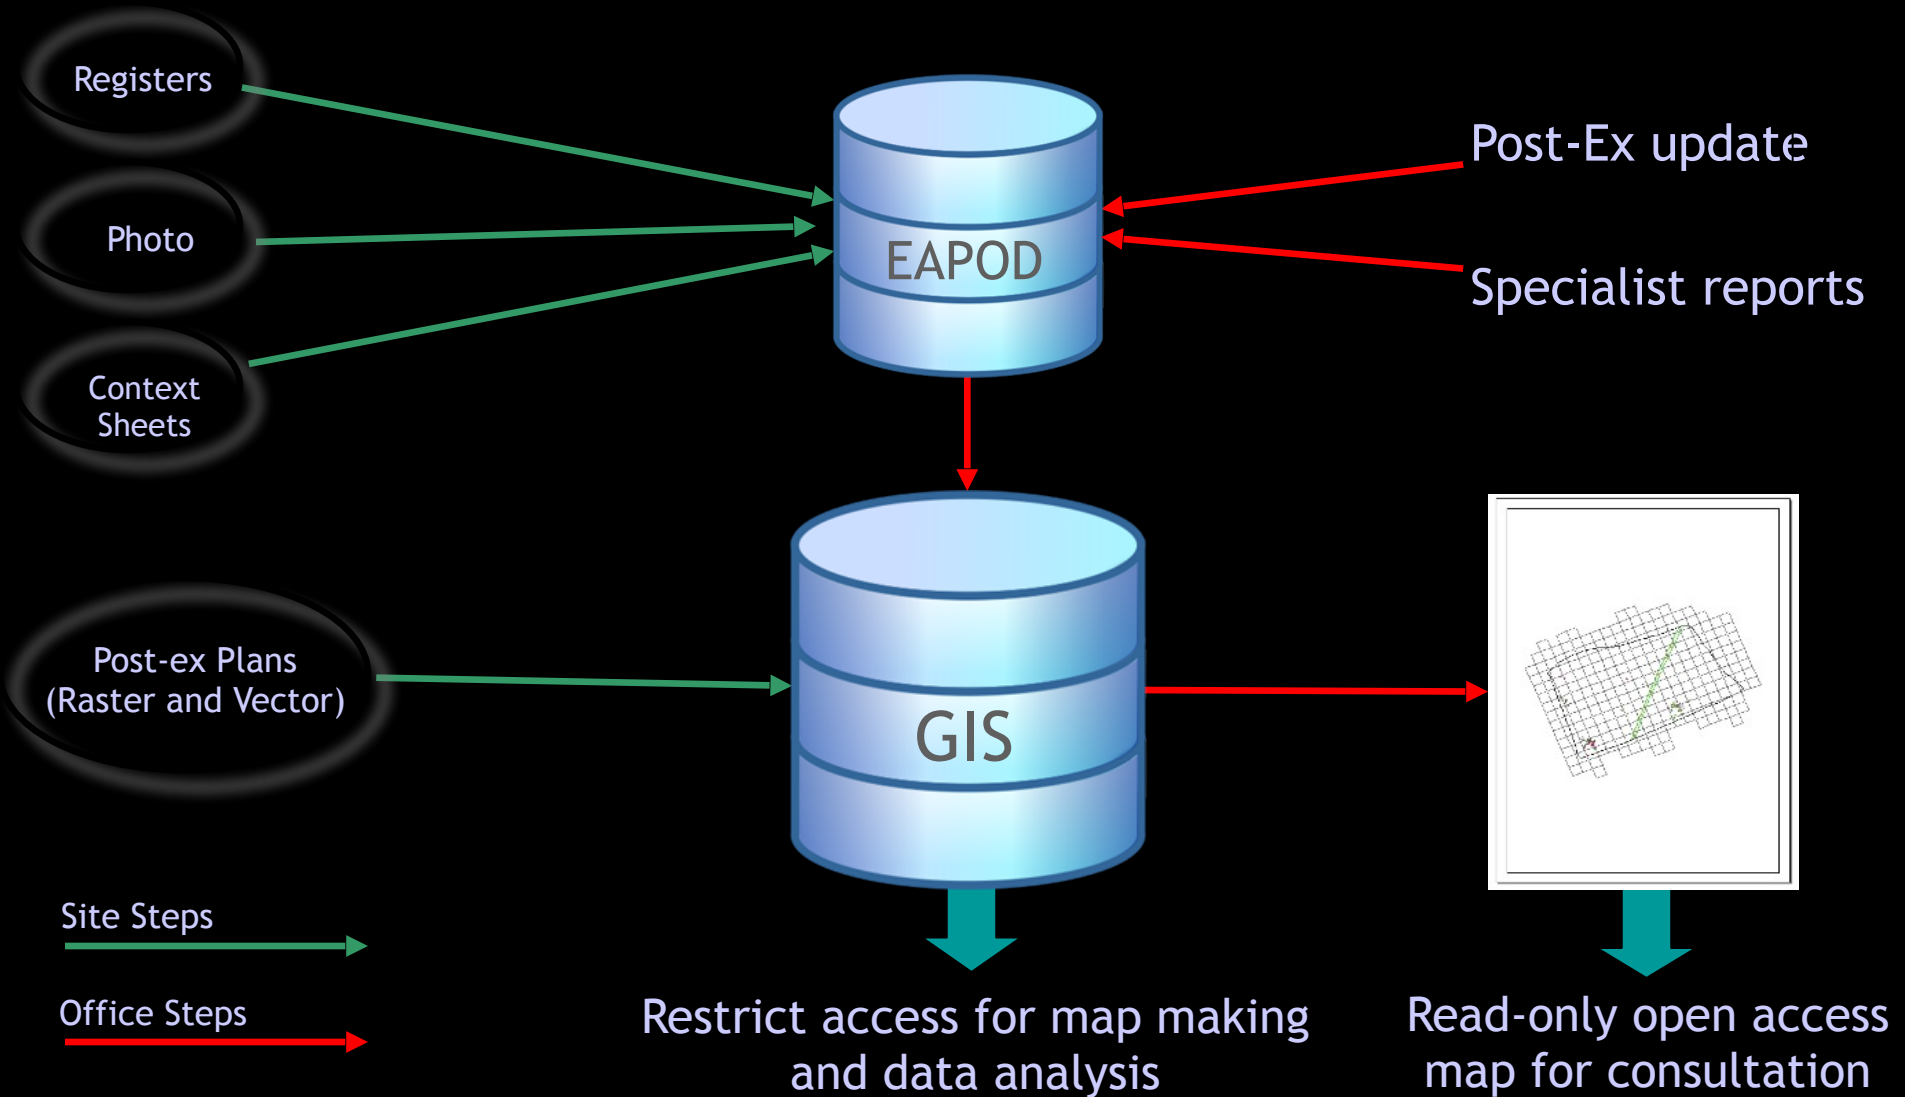 Registers
Photo
Context
Sheets
EAPOD
Post-Ex update
Specialist reports
Post-ex Plans
(Raster and Vector)
GIS
Site Steps
Office Steps
Restrict access for map making
and data analysis
Read-only open access
map for consultation